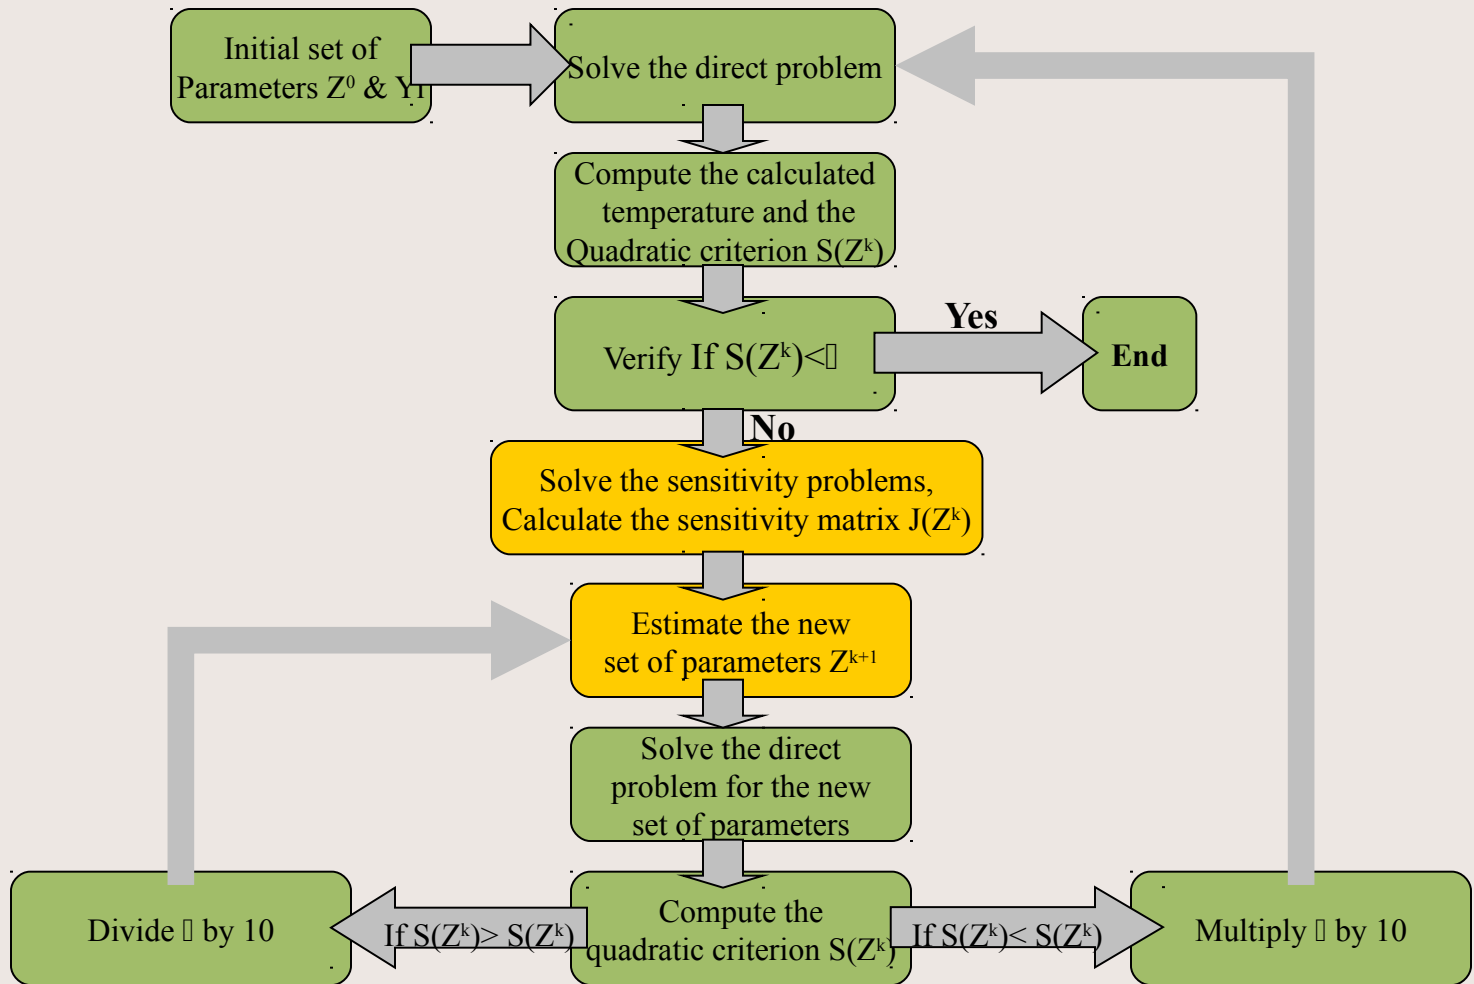 Initial set of
Parameters Z⁰ & Yi
Solve the direct problem
Compute the calculated
temperature and the
Quadratic criterion S(Zᵏ)
Verify If S(Zᵏ)<▯
Yes
End
No
Solve the sensitivity problems,
Calculate the sensitivity matrix J(Zᵏ)
Estimate the new
set of parameters Zᵏ⁺¹
Solve the direct
problem for the new
set of parameters
Divide ▯ by 10
If S(Zᵏ)> S(Zᵏ)
Compute the
quadratic criterion S(Zᵏ)
If S(Zᵏ)< S(Zᵏ)
Multiply ▯ by 10